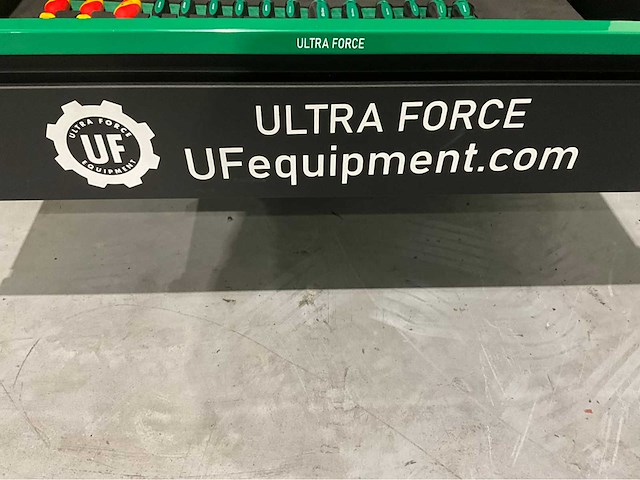 ULTRA FORCE
ULTRA FORCE
UFequipment.com
ULTRA FORCE
UF
EQUIPMENT